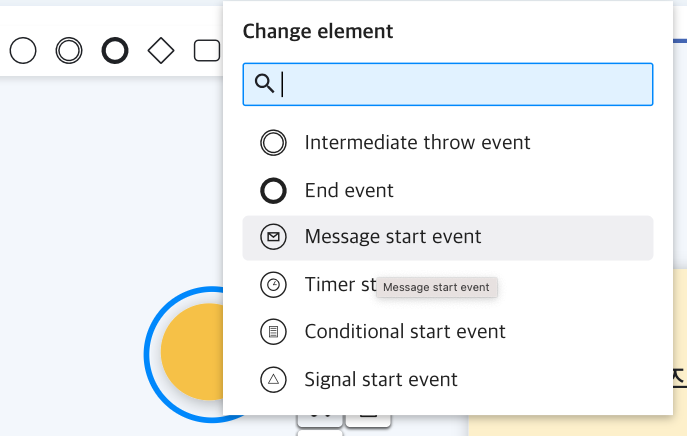 Change element
Intermediate throw event
End event
Message start event
Timer st
Message start event
Conditional start event
Signal start event